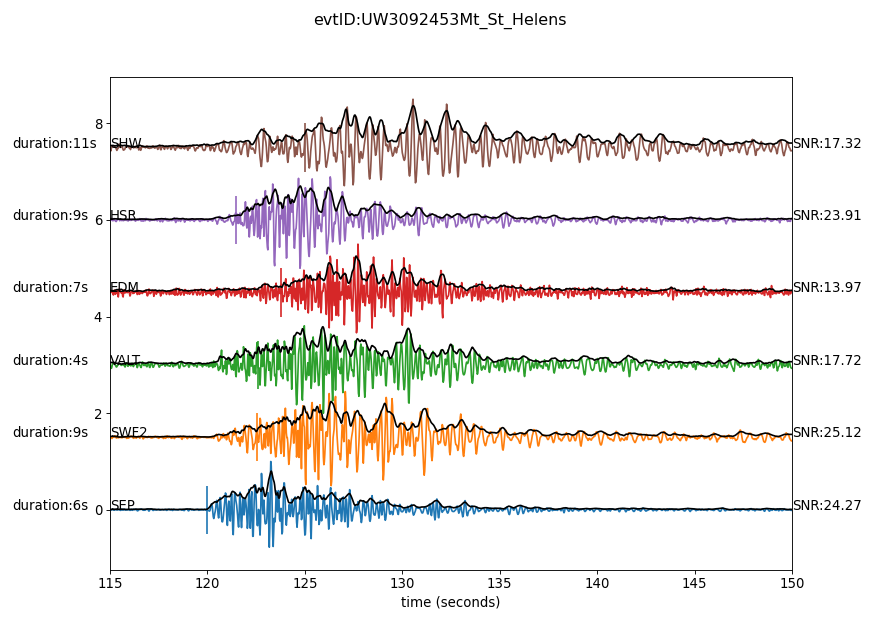 evtID:UW3092453Mt_St_Helens
8
duration:11s SHW SNR:17.32
duration:9s HSR SNR:23.91
6
duration:7s EDM SNR:13.97
4
duration:4s VALT SNR:17.72
2
duration:9s SWF2 SNR:25.12
duration:6s SEP SNR:24.27
0
115 120 125 130 135 140 145 150
time (seconds)